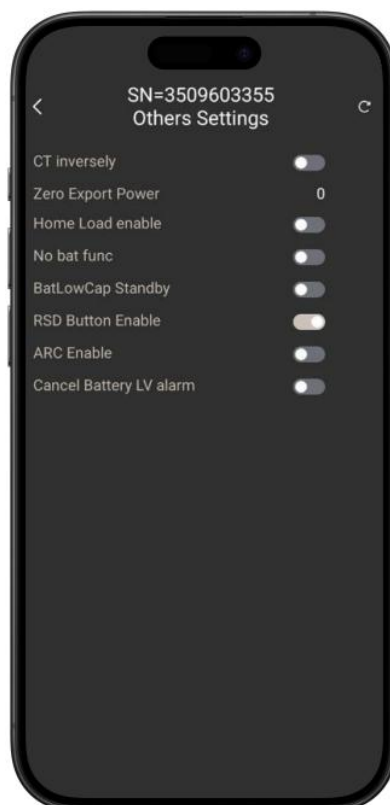 SN=3509603355
Others Settings
CT inversely
Zero Export Power 0
Home Load enable
No bat func
BatLowCap Standby
RSD Button Enable
ARC Enable
Cancel Battery LV alarm